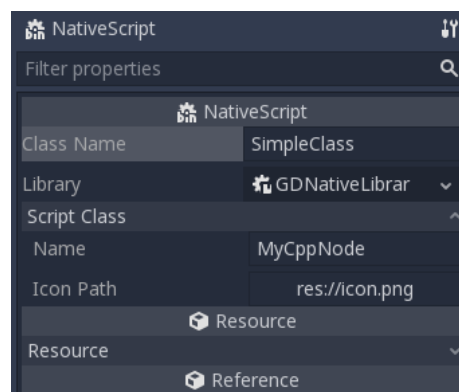 NativeScript
Filter properties
NativeScript
Class Name SimpleClass
Library GDNativeLibrar
Script Class
Name MyCppNode
Icon Path res://icon.png
Resource
Resource
Reference